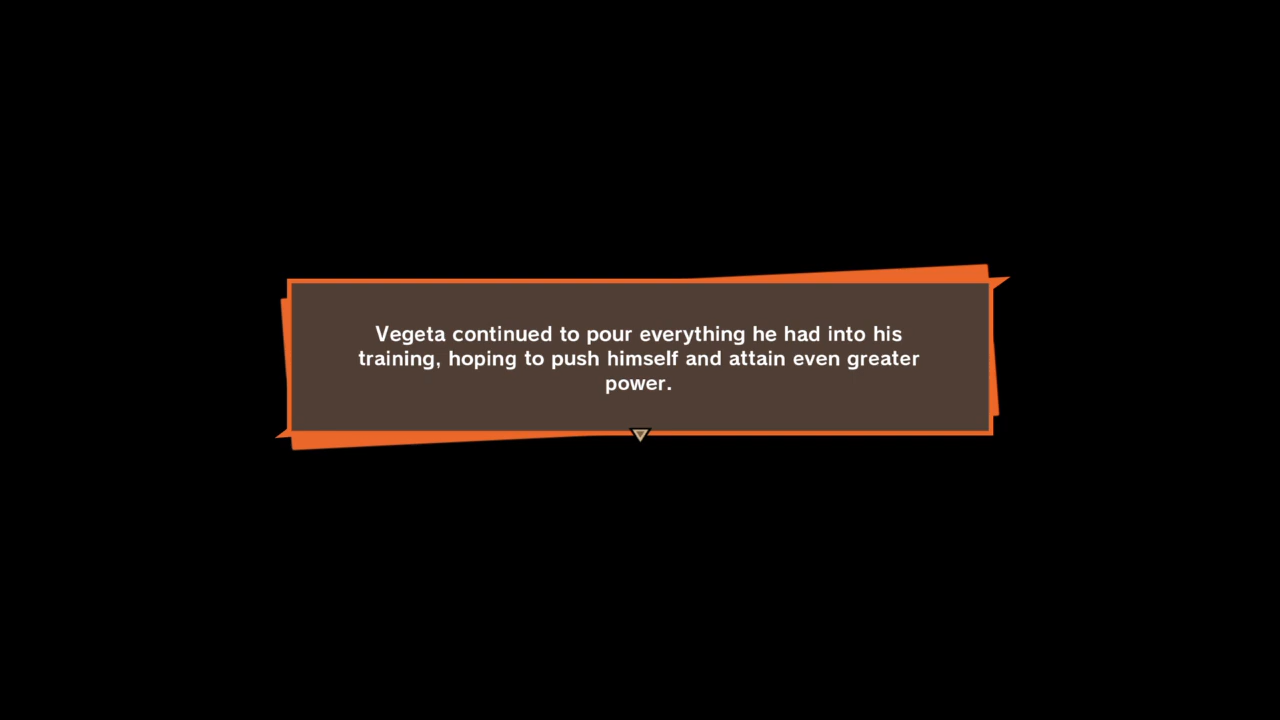 Vegeta continued to pour everything he had into his
training, hoping to push himself and attain even greater
power.